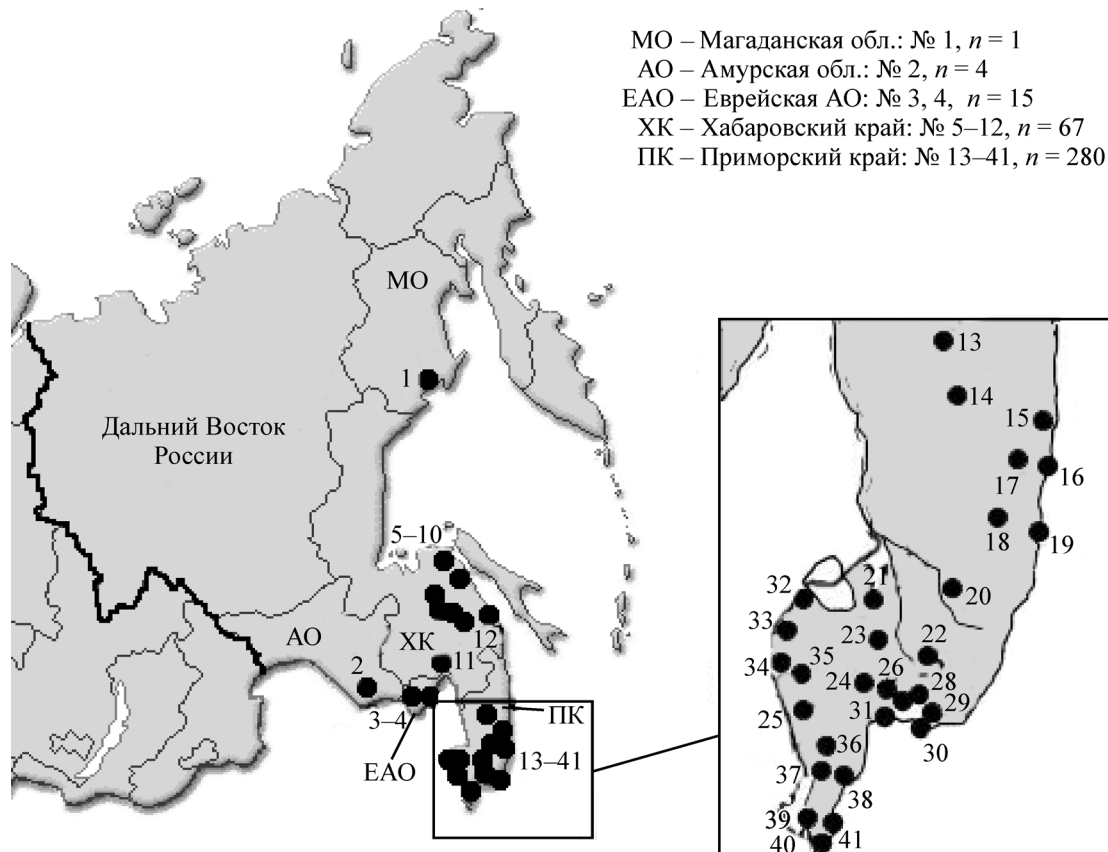 МО – Магаданская обл.: № 1, n = 1
АО – Амурская обл.: № 2, n = 4
ЕАО – Еврейская АО: № 3, 4, n = 15
ХК – Хабаровский край: № 5–12, n = 67
ПК – Приморский край: № 13–41, n = 280
МО
1
Дальний Восток
России
5–10
12
АО
ХК
11
2
3–4
ПК
ЕАО
13–41
13
14
15
16
17
18
19
20
21
32
33
23
22
34
35
24
26
28
25
31
29
30
36
37
38
39
40
41